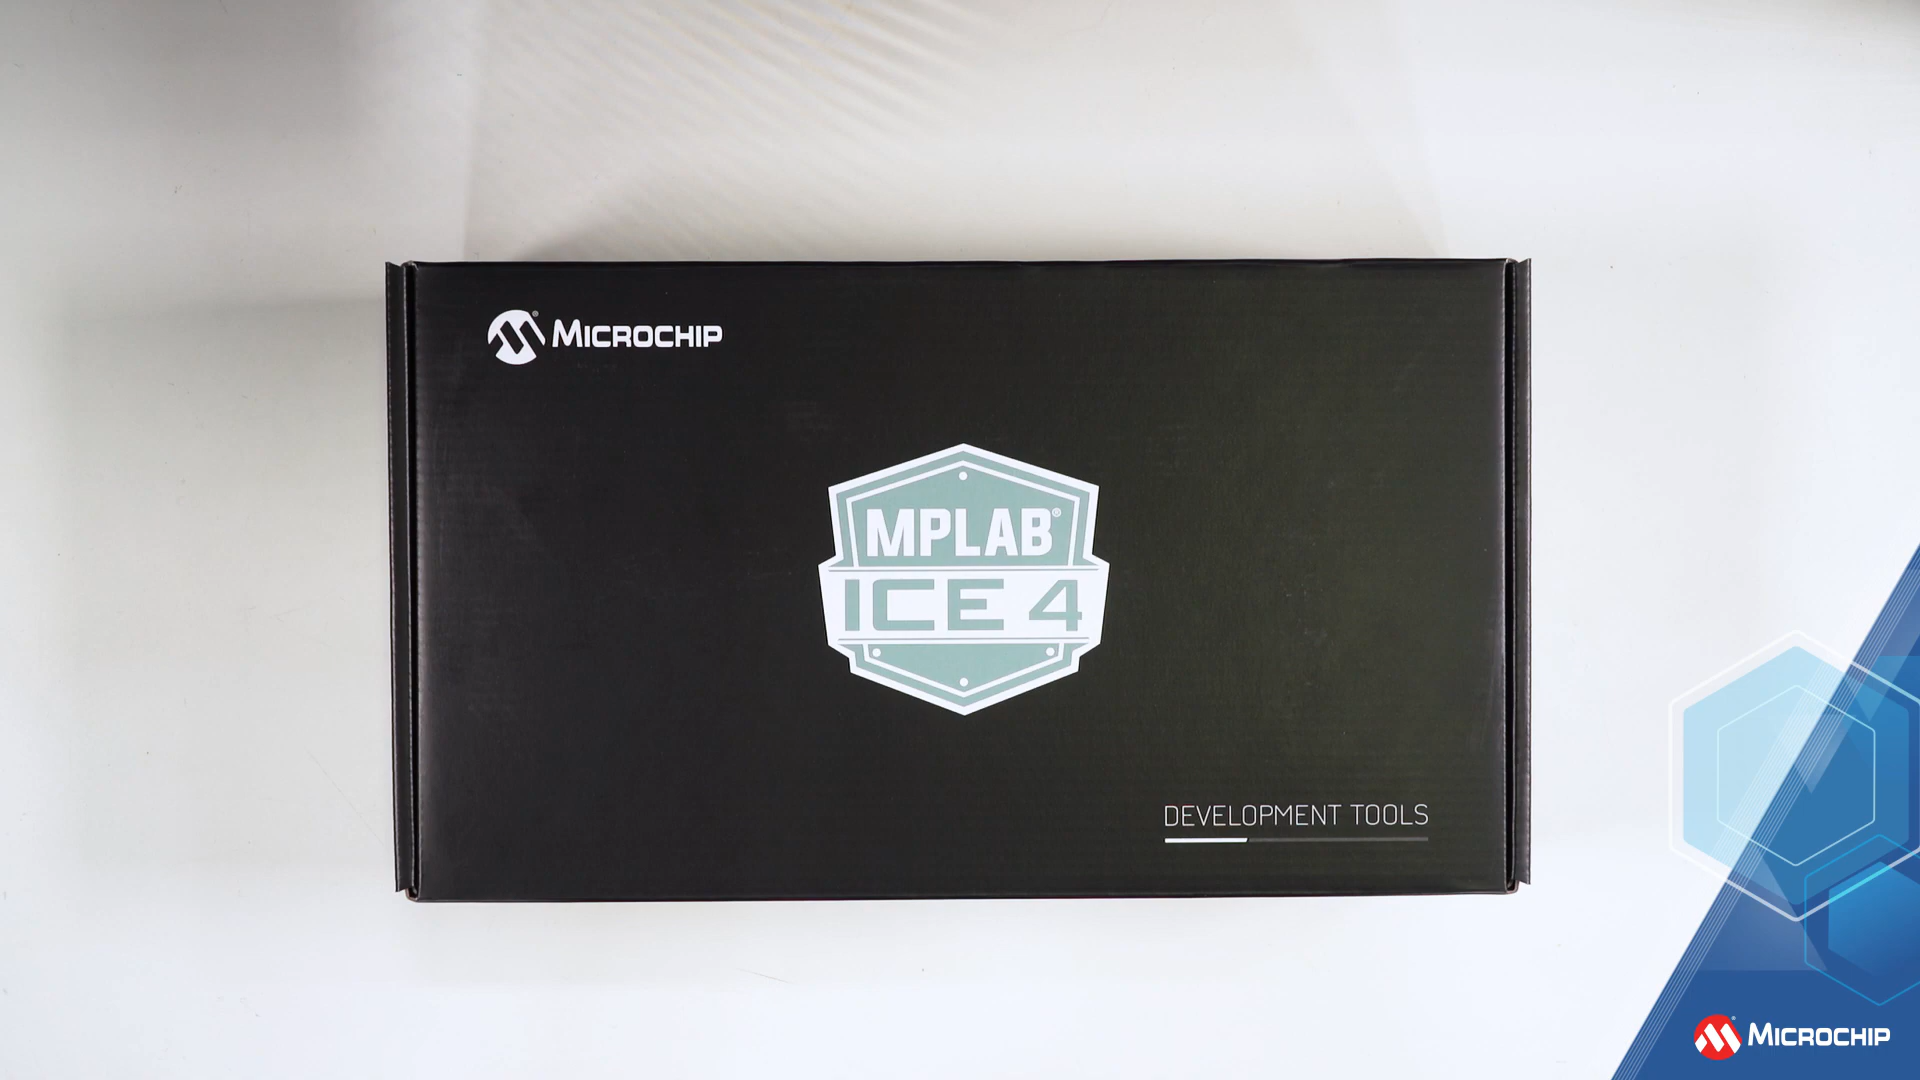 MICROCHIP
MPLAB®
ICE 4
DEVELOPMENT TOOLS
MICROCHIP